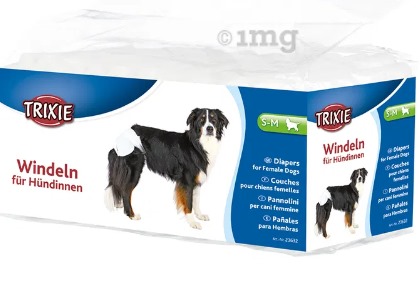 ©1mg
TRIXIE
Windeln
für Hündinnen
S-M
Diapers
for Female Dogs
Couches
pour chiens femelles
Pannolini
per cani femmine
Pañales
para Hembras
TRIXIE
S-M
Windeln
für Hündinnen
Diapers
for Female Dogs
Couches
pour chiens femelles
Pannolini
per cani femmine
Pañales
para Hembras